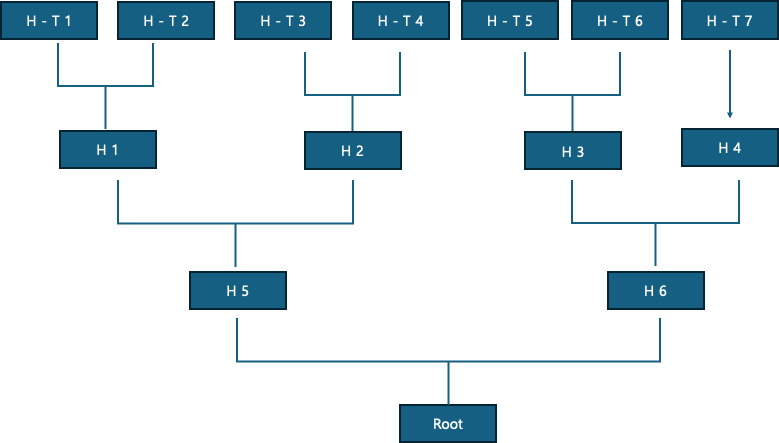 H - T 1
H - T 2
H - T 3
H - T 4
H - T 5
H - T 6
H - T 7
H 1
H 2
H 3
H 4
H 5
H 6
Root